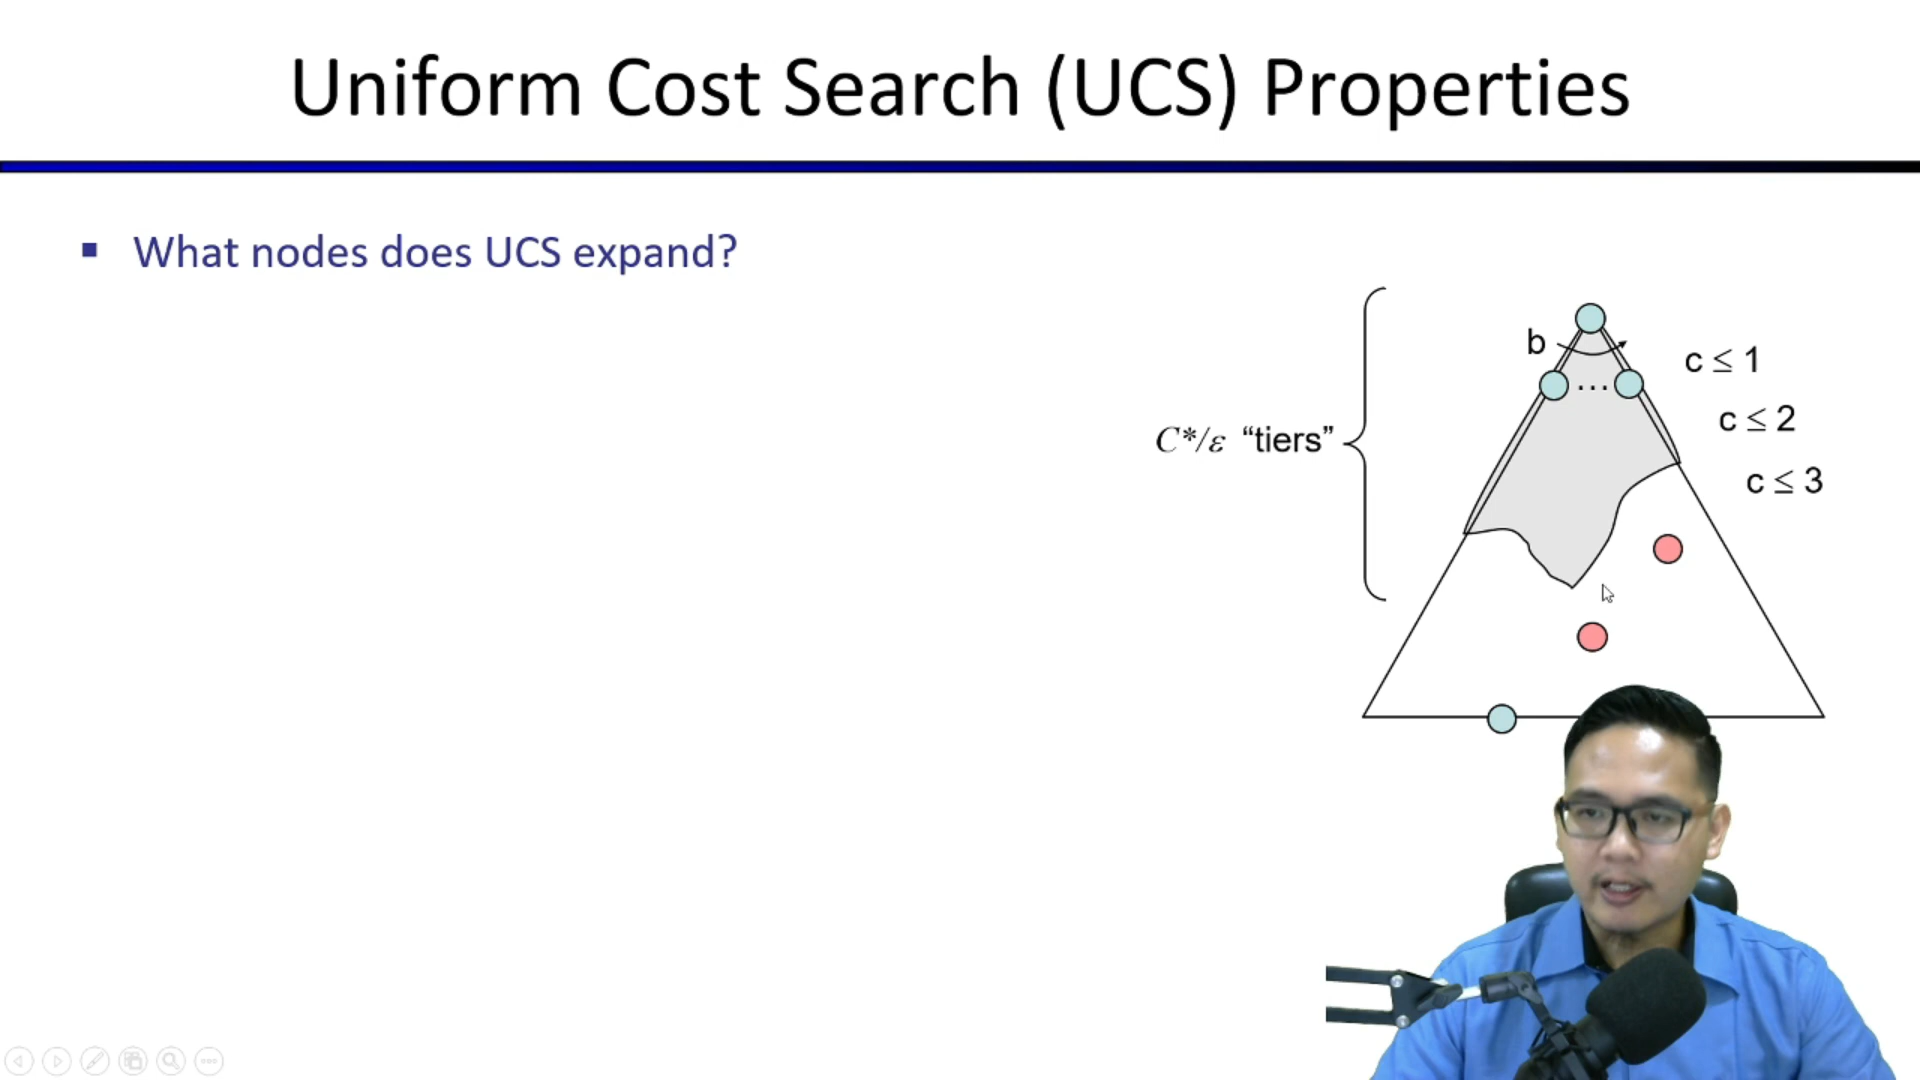 Uniform Cost Search (UCS) Properties
▪ What nodes does UCS expand?
b
...
c ≤ 1
c ≤ 2
C*/ε “tiers”
c ≤ 3